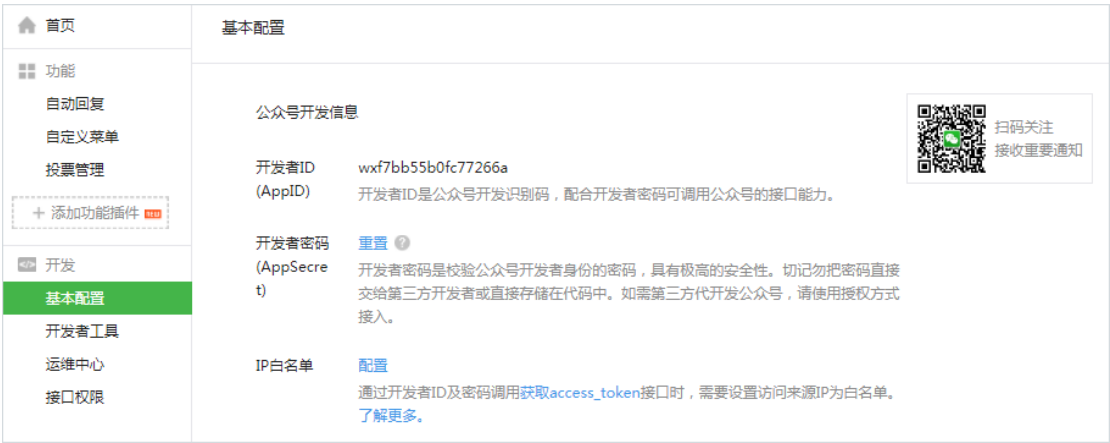 首页
功能
自动回复
自定义菜单
投票管理
+ 添加功能插件 NEW
开发
基本配置
开发者工具
运维中心
接口权限
基本配置
公众号开发信息
开发者ID
(AppID)
wxf7bb55b0fc77266a
开发者ID是公众号开发识别码，配合开发者密码可调用公众号的接口能力。
开发者密码
(AppSecre
t)
重置 ?
开发者密码是校验公众号开发者身份的密码，具有极高的安全性。切记勿把密码直接
交给第三方开发者或直接存储在代码中。如需第三方代开发公众号，请使用授权方式
接入。
IP白名单
配置
通过开发者ID及密码调用获取access_token接口时，需要设置访问来源IP为白名单。
了解更多。
扫码关注
接收重要通知